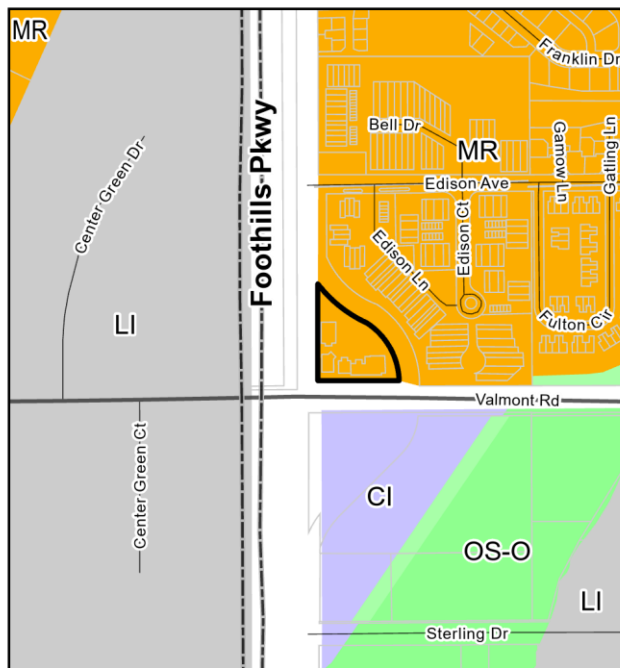 MR
Franklin Dr
Bell Dr
MR
Gamow Ln
Gatling Ln
Edison Ave
Center Green Dr
Foothills Pkwy
Edison Ct
Edison Ln
LI
Fulton Cir
Valmont Rd
Center Green Ct
CI
OS-O
LI
Sterling Dr